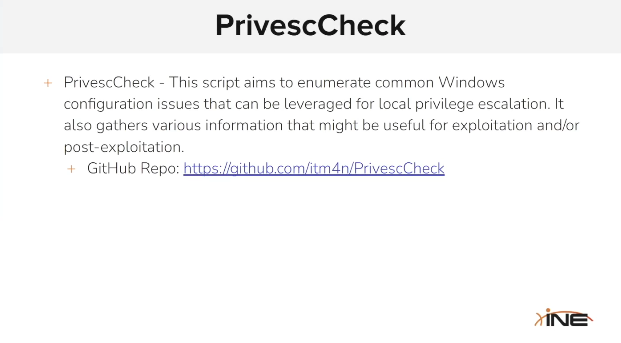 PrivescCheck
+ PrivescCheck - This script aims to enumerate common Windows
configuration issues that can be leveraged for local privilege escalation. It
also gathers various information that might be useful for exploitation and/or
post-exploitation.
+ GitHub Repo: https://github.com/itm4n/PrivescCheck
INE